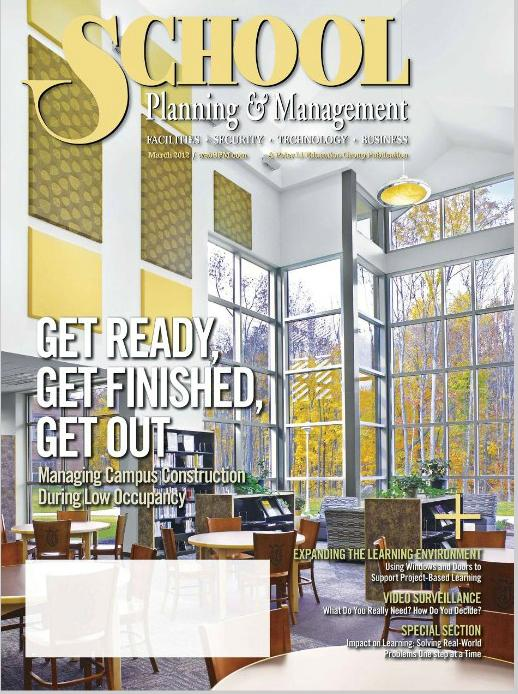 SCHOOL
Planning & Management
FACILITIES • SECURITY • TECHNOLOGY • BUSINESS
March 2012 / webSPM.com A Peter Li Education Group Publication
GET READY,
GET FINISHED,
GET OUT
Managing Campus Construction
During Low Occupancy
+
EXPANDING THE LEARNING ENVIRONMENT
Using Windows and Doors to
Support Project-Based Learning
VIDEO SURVEILLANCE
What Do You Really Need? How Do You Decide?
SPECIAL SECTION
Impact on Learning: Solving Real-World
Problems One step at a Time